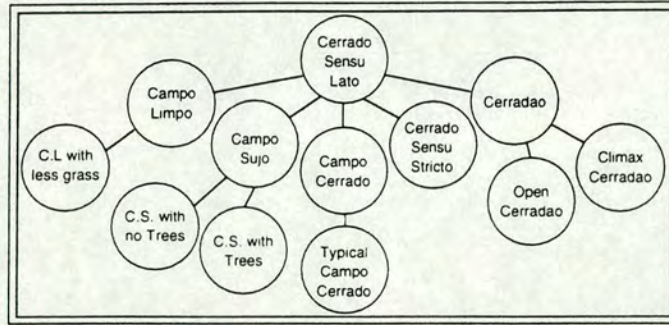 Cerrado
Sensu
Lato
Campo
Limpo
Cerradao
Campo
Sujo
Cerrado
Sensu
Stricto
Campo
Cerrado
C.L with
less grass
Climax
Cerradao
Open
Cerradao
C.S. with
no Trees
C.S. with
Trees
Typical
Campo
Cerrado